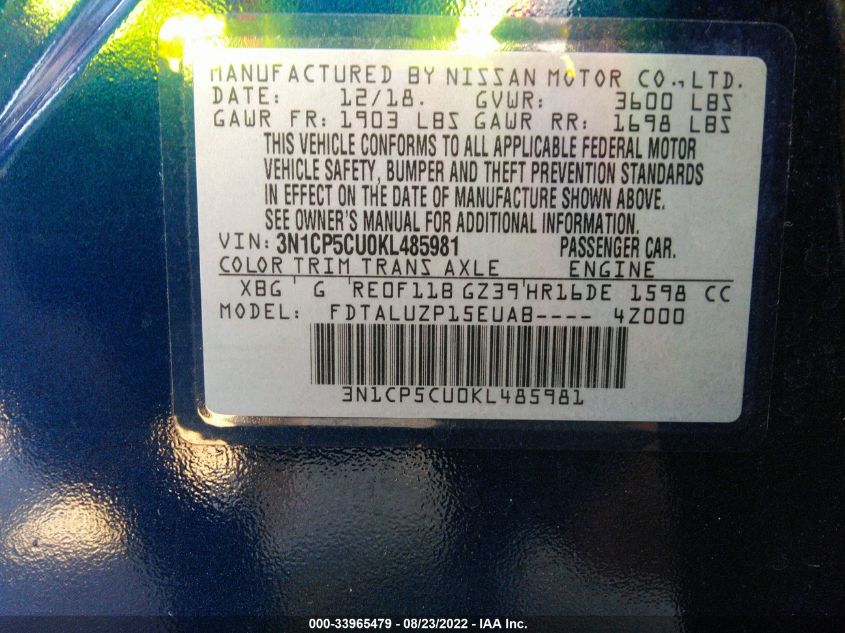 MANUFACTURED BY NISSAN MOTOR CO.,LTD.
DATE: 12/18. GVWR: 3600 LBS
GAWR FR: 1903 LBS GAWR RR: 1698 LBS
THIS VEHICLE CONFORMS TO ALL APPLICABLE FEDERAL MOTOR
VEHICLE SAFETY, BUMPER AND THEFT PREVENTION STANDARDS
IN EFFECT ON THE DATE OF MANUFACTURE SHOWN ABOVE.
SEE OWNER'S MANUAL FOR ADDITIONAL INFORMATION.
VIN: 3N1CP5CU0KL485981 PASSENGER CAR.
COLOR TRIM TRANS AXLE ENGINE
XBG' G RE0F11B GZ39'HR16DE 1598 CC
MODEL: FDTALUZP15EUAB---- 4Z000
3N1CP5CU0KL485981
000-33965479 - 08/23/2022 - IAA Inc.